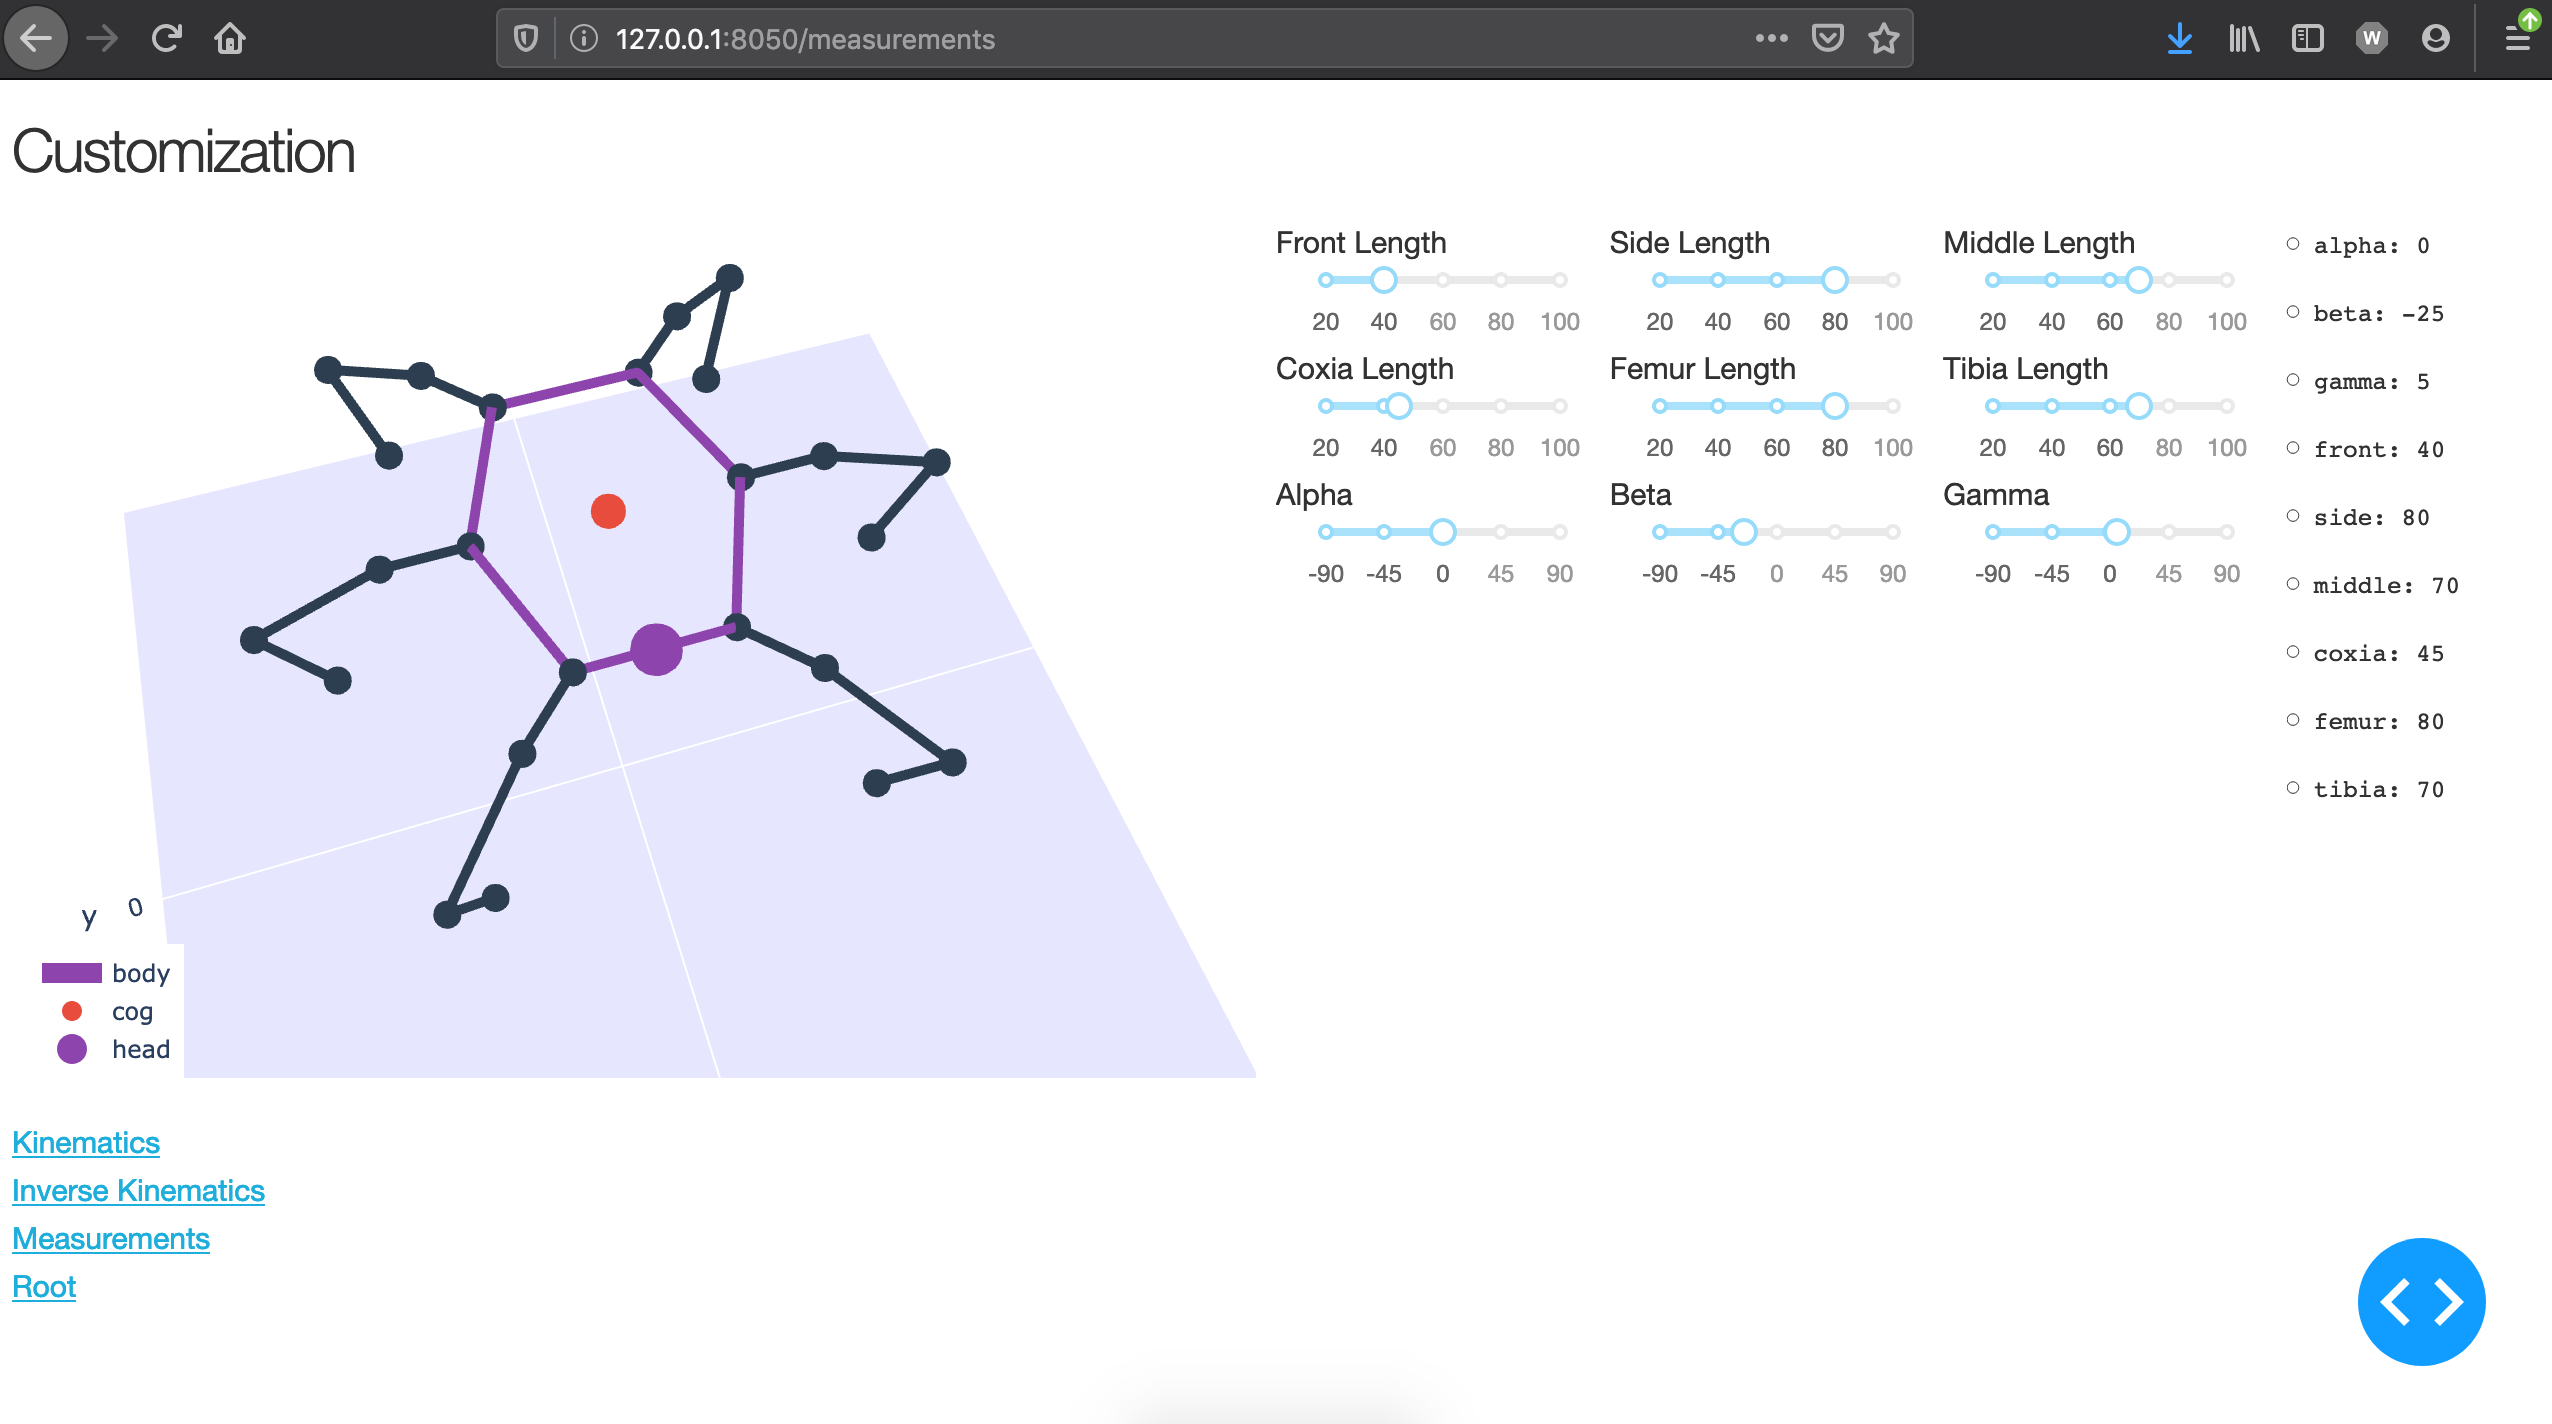 127.0.0.1:8050/measurements
W
Customization
Front Length
20 40 60 80 100
Side Length
20 40 60 80 100
Middle Length
20 40 60 80 100
Coxia Length
20 40 60 80 100
Femur Length
20 40 60 80 100
Tibia Length
20 40 60 80 100
Alpha
-90 -45 0 45 90
Beta
-90 -45 0 45 90
Gamma
-90 -45 0 45 90
alpha: 0
beta: -25
gamma: 5
front: 40
side: 80
middle: 70
coxia: 45
femur: 80
tibia: 70
y 0
body
cog
head
Kinematics
Inverse Kinematics
Measurements
Root